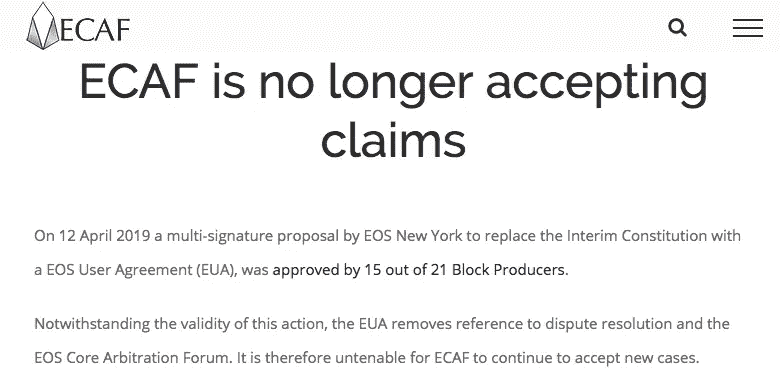 ECAF
ECAF is no longer accepting
claims
On 12 April 2019 a multi-signature proposal by EOS New York to replace the Interim Constitution with
a EOS User Agreement (EUA), was approved by 15 out of 21 Block Producers.
Notwithstanding the validity of this action, the EUA removes reference to dispute resolution and the
EOS Core Arbitration Forum. It is therefore untenable for ECAF to continue to accept new cases.